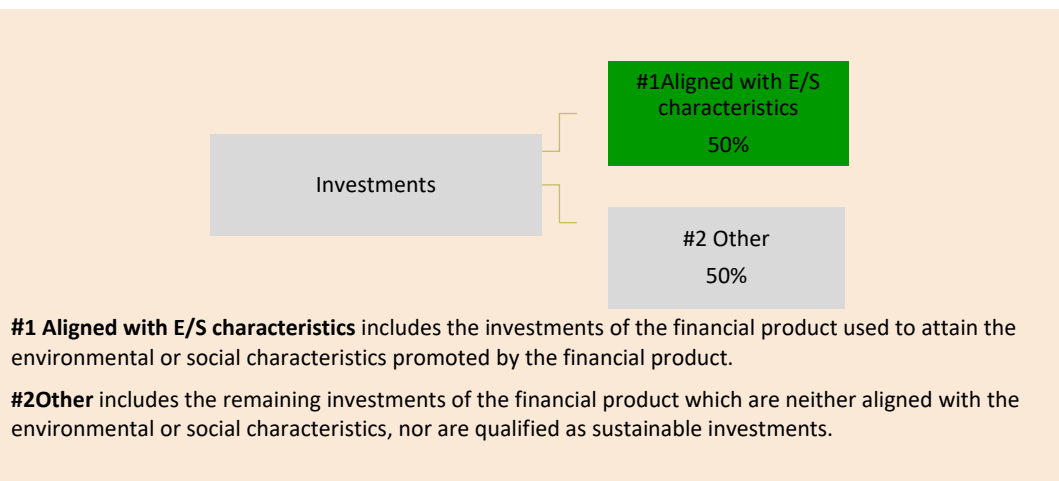 #1Aligned with E/S
characteristics
50%
Investments
#2 Other
50%
#1 Aligned with E/S characteristics includes the investments of the financial product used to attain the
environmental or social characteristics promoted by the financial product.
#2Other includes the remaining investments of the financial product which are neither aligned with the
environmental or social characteristics, nor are qualified as sustainable investments.